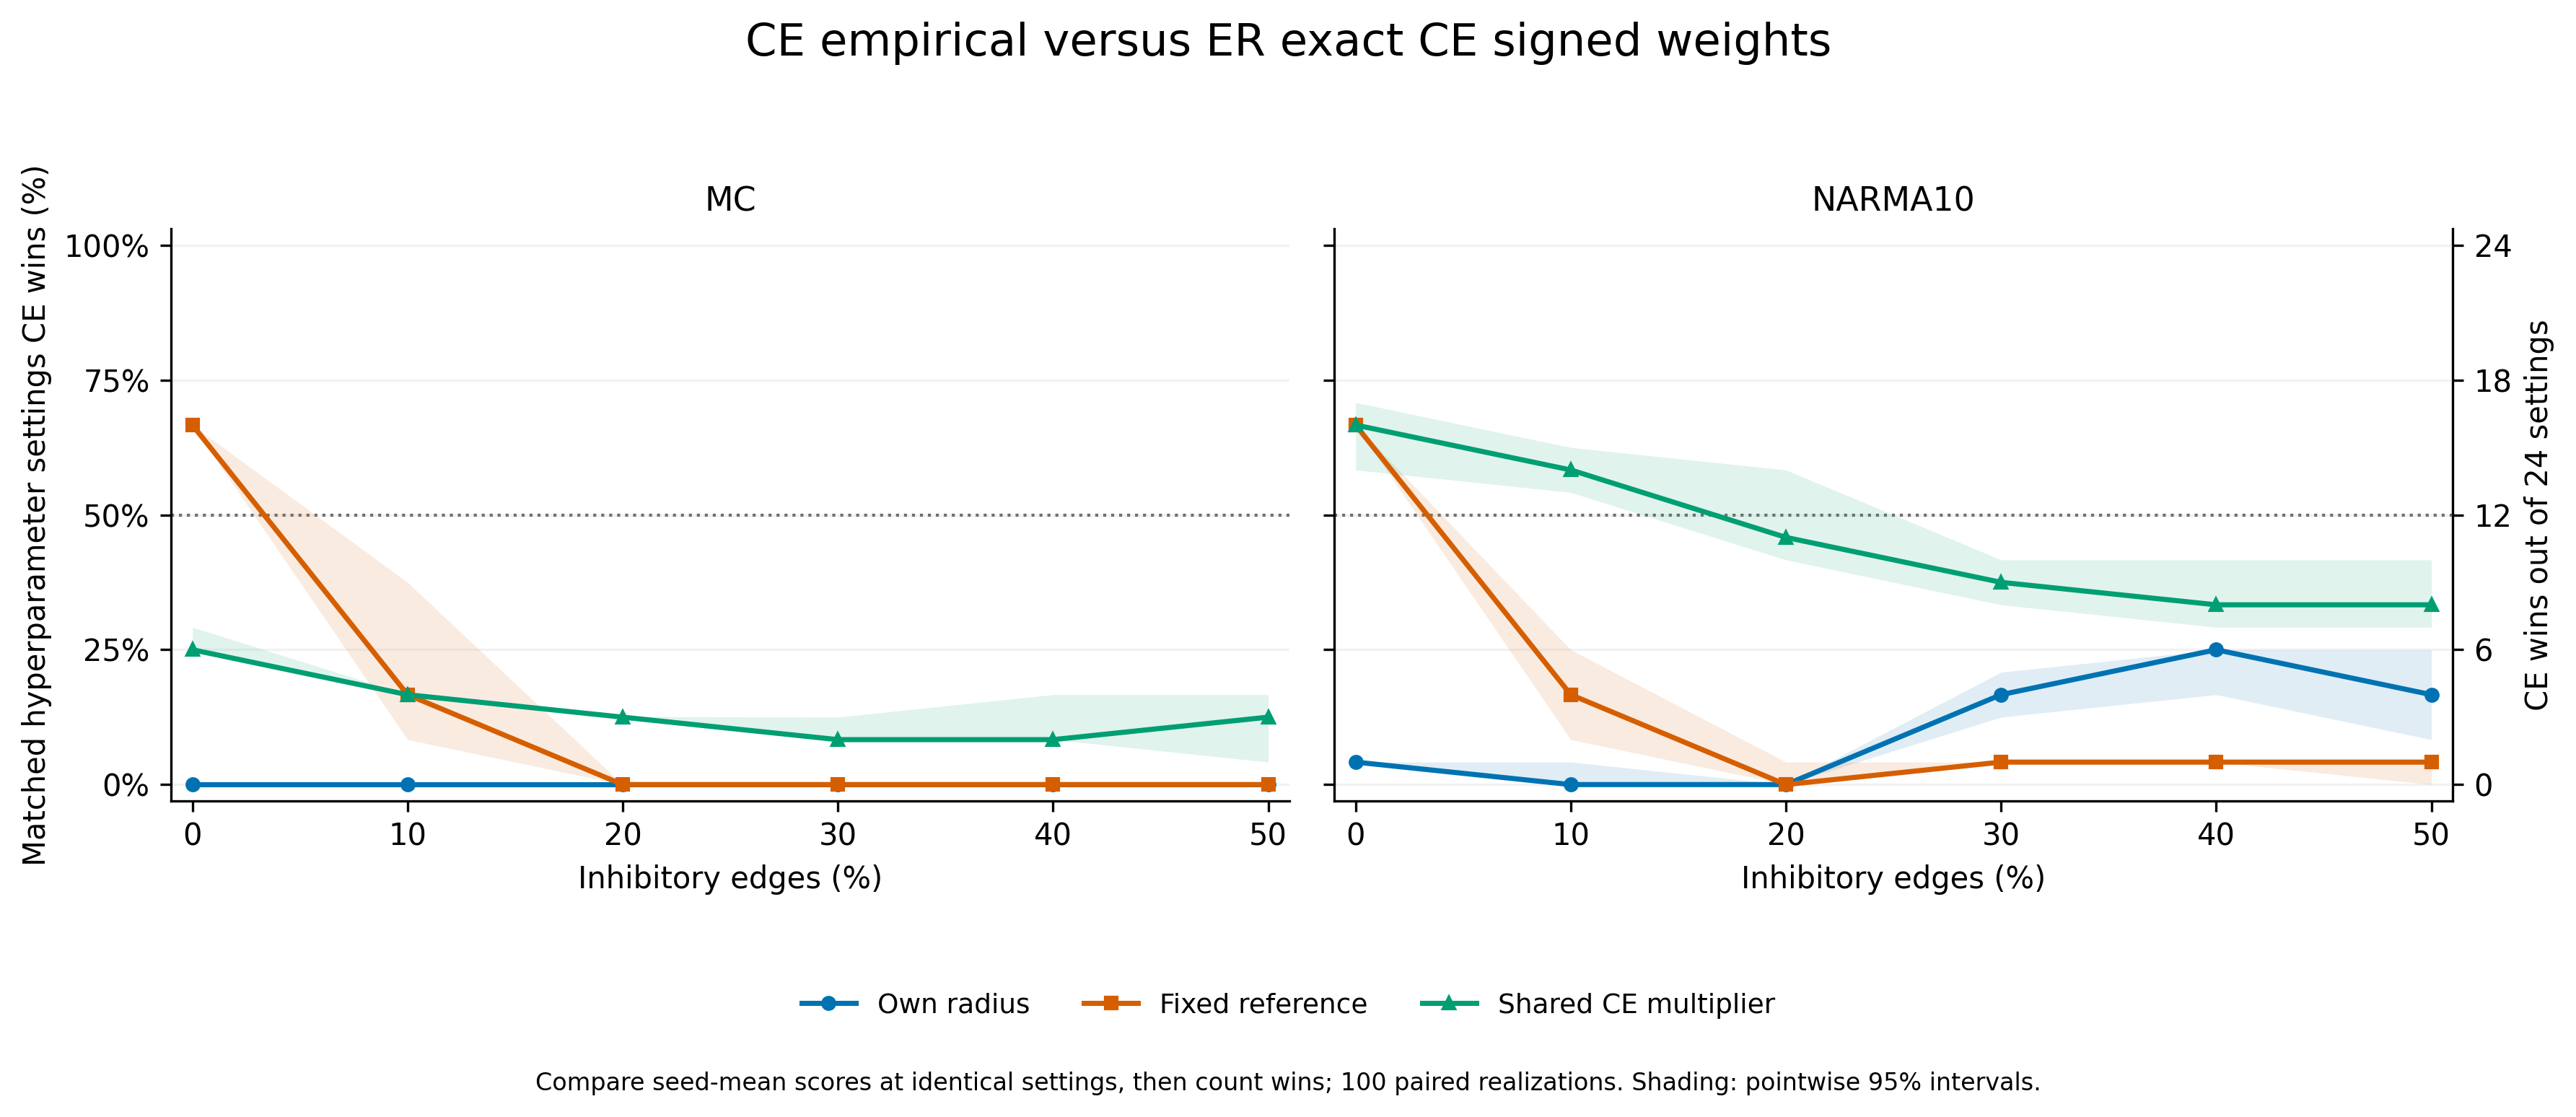 CE empirical versus ER exact CE signed weights
MC
NARMA10
Matched hyperparameter settings CE wins (%)
100%
75%
50%
25%
0%
0 10 20 30 40 50
Inhibitory edges (%)
0 10 20 30 40 50
Inhibitory edges (%)
24
18
12
6
0
CE wins out of 24 settings
Own radius Fixed reference Shared CE multiplier
Compare seed-mean scores at identical settings, then count wins; 100 paired realizations. Shading: pointwise 95% intervals.